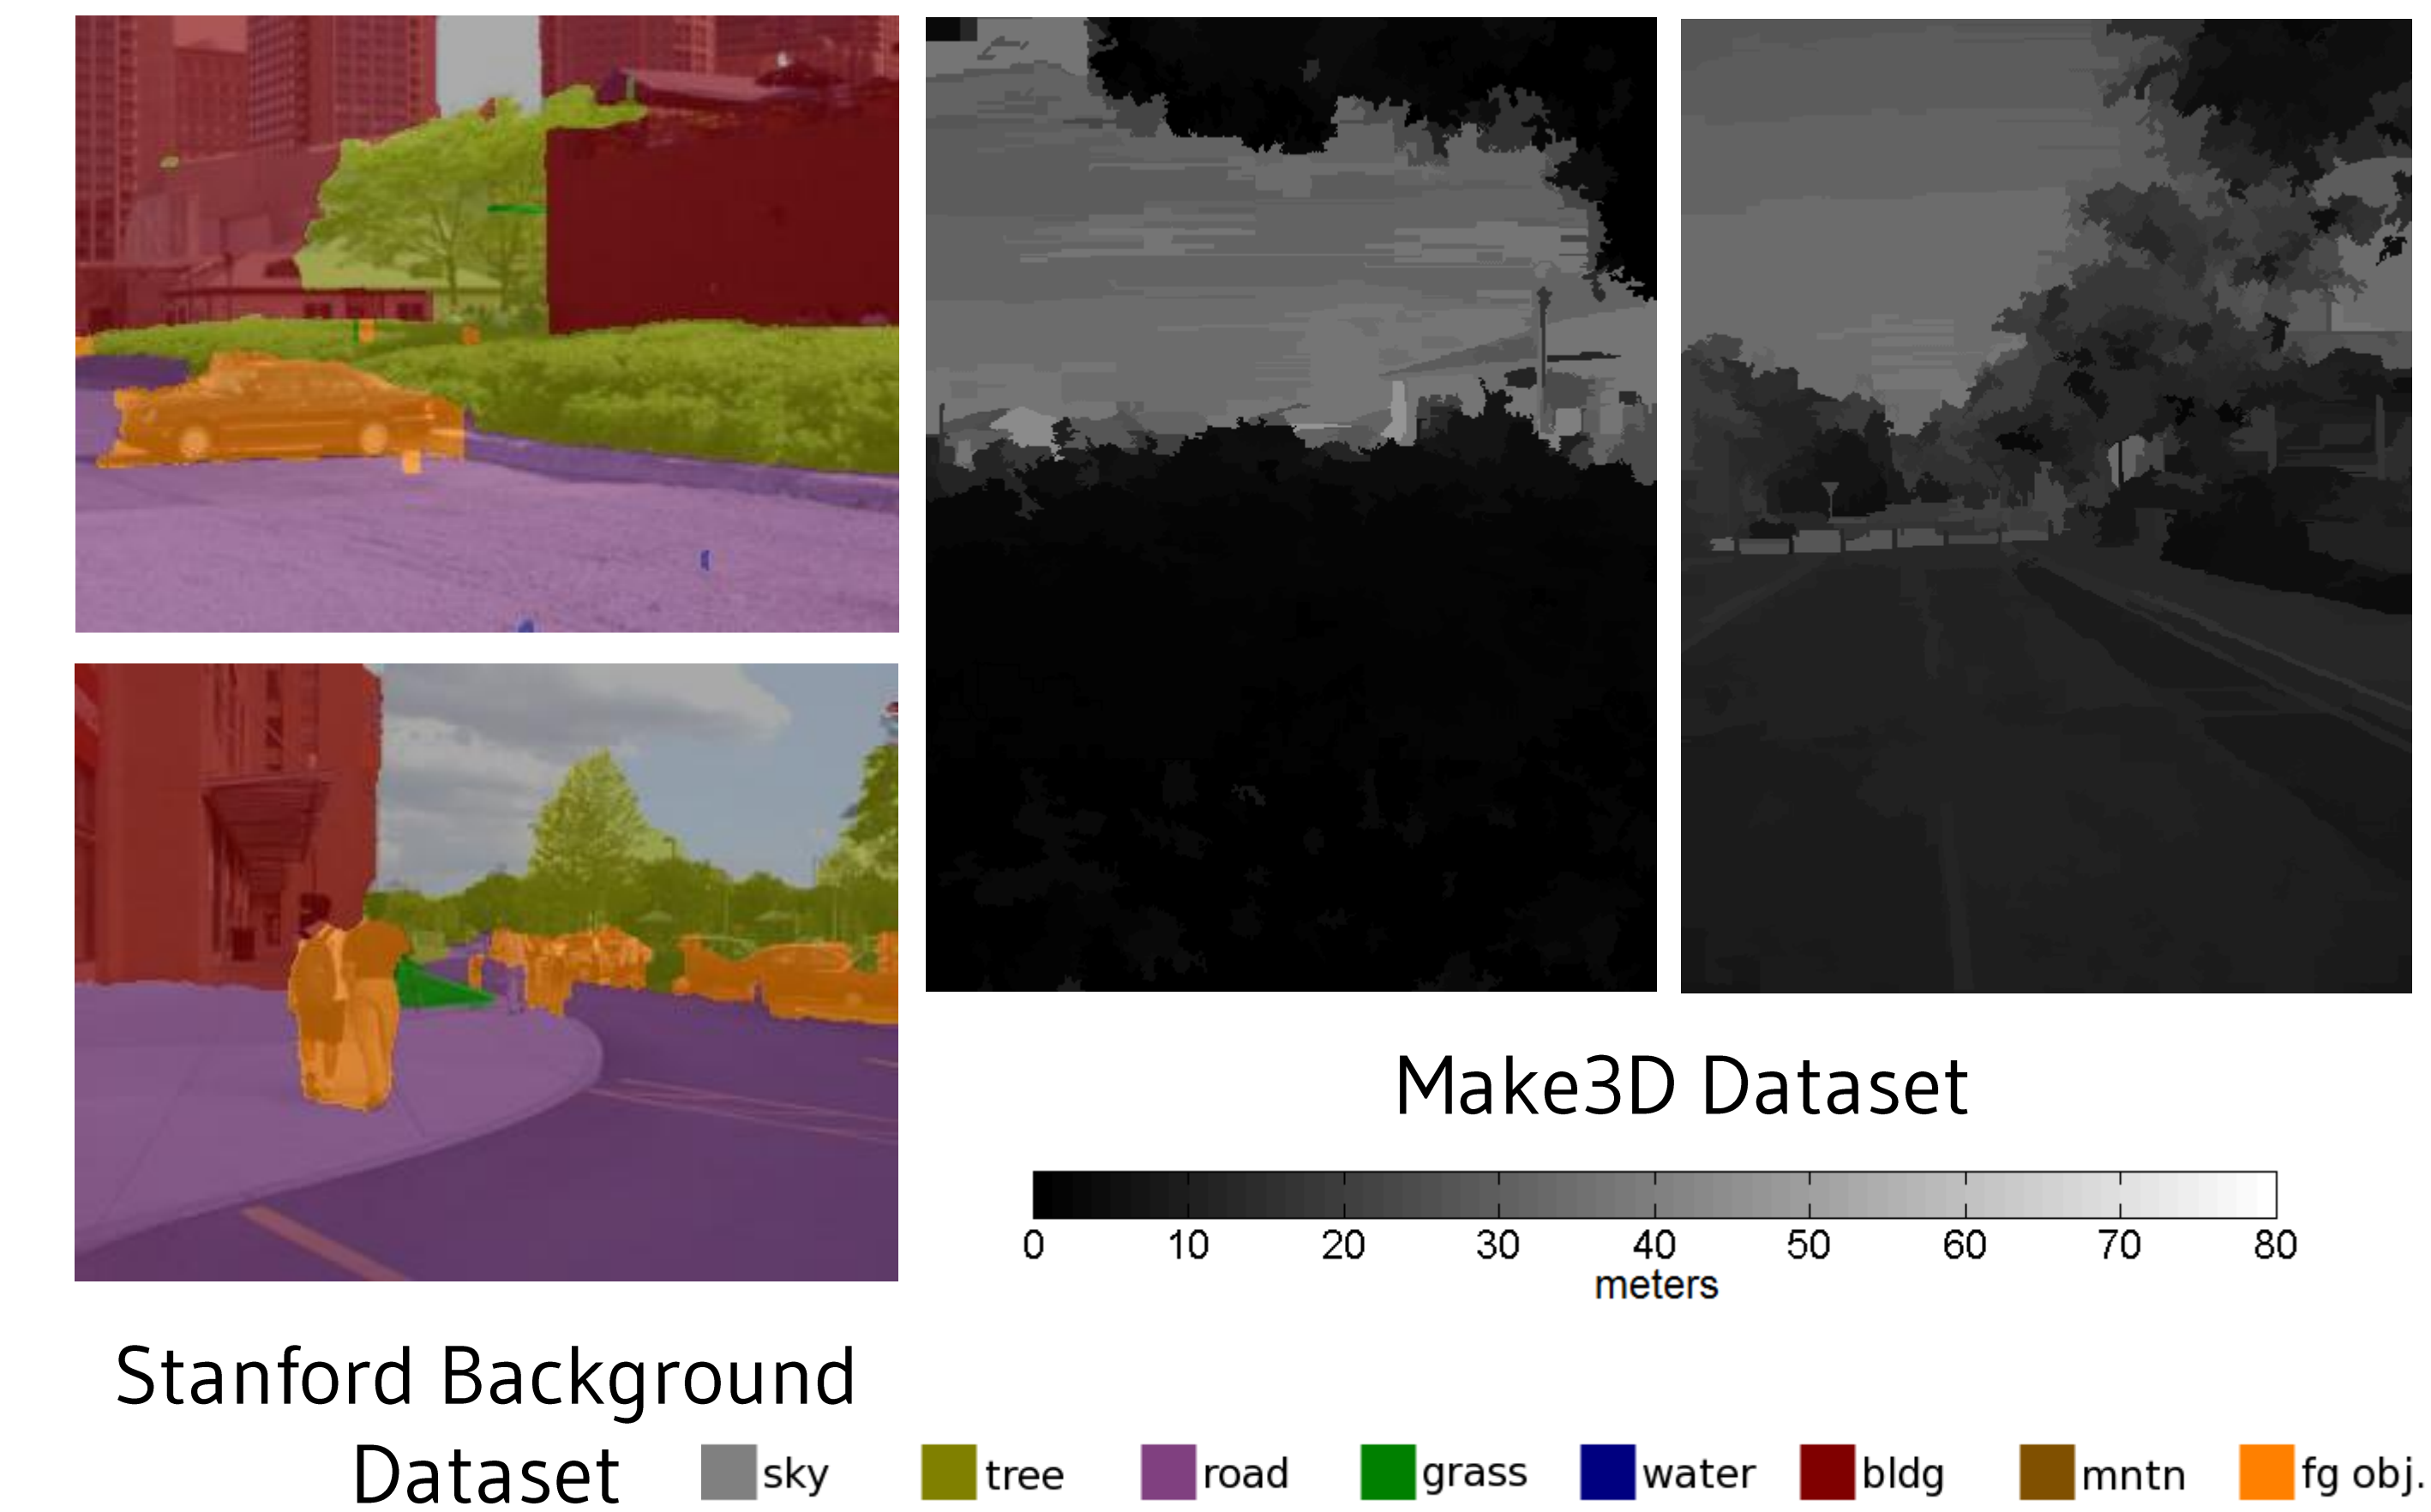 Make3D Dataset
0 10 20 30 40 50 60 70 80
meters
Stanford Background
Dataset
sky tree road grass water bldg mntn fg obj.